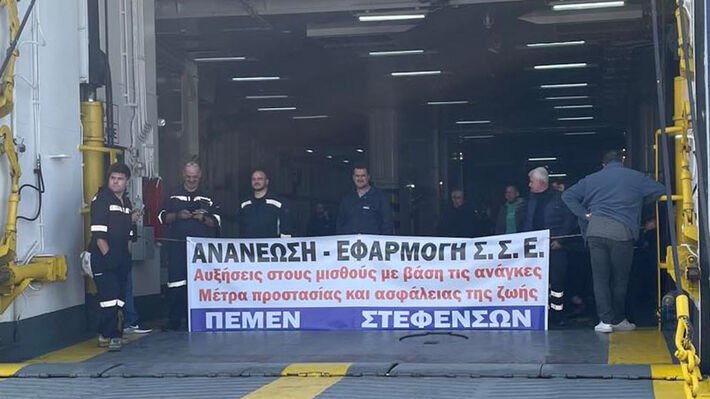 ΑΝΑΝΕΩΣΗ - ΕΦΑΡΜΟΓΗ Σ.Σ.Ε.
Αυξήσεις στους μισθούς με βάση τις ανάγκες
Μέτρα προστασίας και ασφάλειας της ζωής
ΠΕΜΕΝ ΣΤΕΦΕΝΣΩΝ